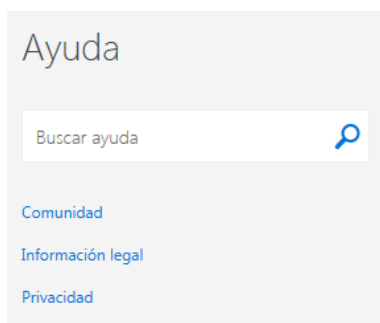 Ayuda
Buscar ayuda
Comunidad
Información legal
Privacidad